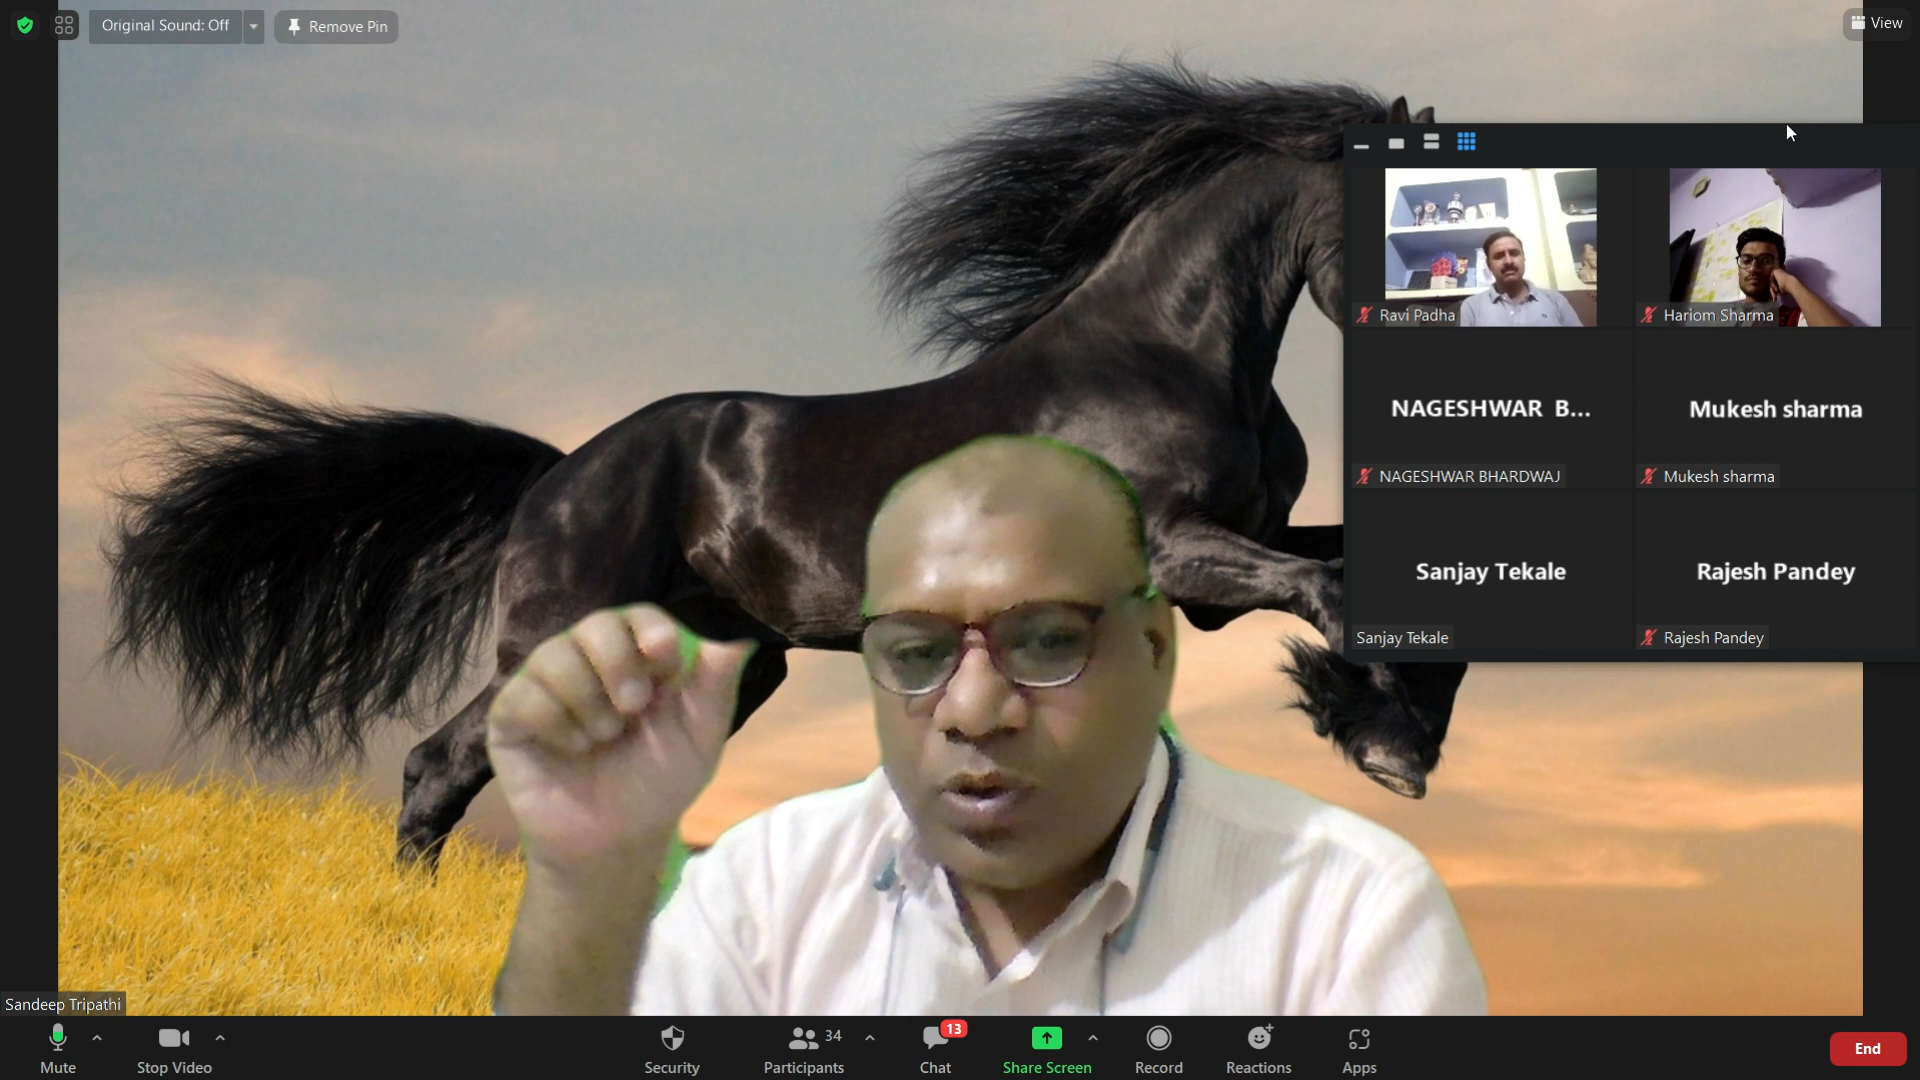 Original Sound: Off
Remove Pin
View
Ravi Padha
Hariom Sharma
NAGESHWAR B...
Mukesh sharma
NAGESHWAR BHARDWAJ
Mukesh sharma
Sanjay Tekale
Rajesh Pandey
Sanjay Tekale
Rajesh Pandey
Sandeep Tripathi
34
13
Mute
Stop Video
Security
Participants
Chat
Share Screen
Record
Reactions
Apps
End